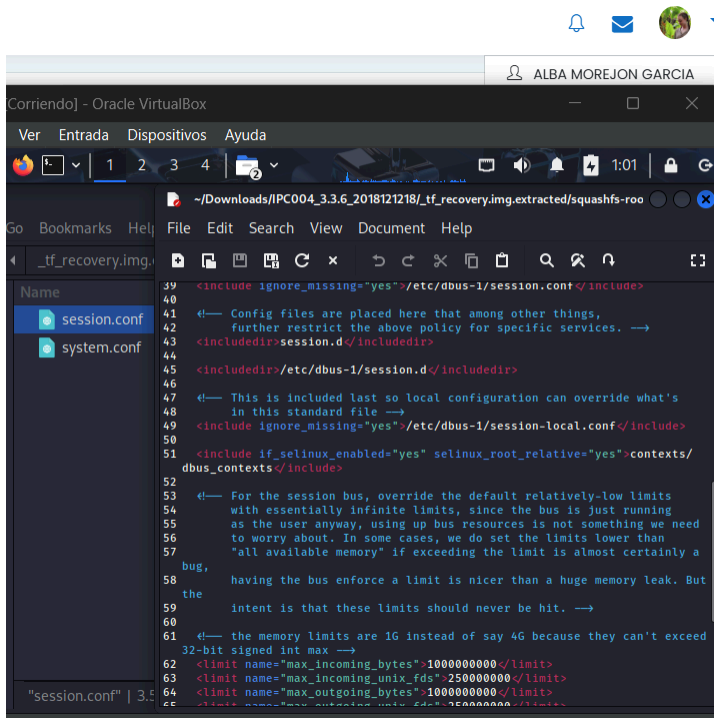 ALBA MOREJON GARCIA
[Corriendo] - Oracle VirtualBox
Ver Entrada Dispositivos Ayuda
1 2 3 4 2 1:01
~/Downloads/IPC004_3.3.6_2018121218/_tf_recovery.img.extracted/squashfs-roo
Go Bookmarks Help
File Edit Search View Document Help
_tf_recovery.img.
Name
session.conf
system.conf
39 <include ignore_missing="yes">/etc/dbus-1/session.conf</include>
40
41 <!-- Config files are placed here that among other things,
42 further restrict the above policy for specific services. -->
43 <includedir>session.d</includedir>
44
45 <includedir>/etc/dbus-1/session.d</includedir>
46
47 <!-- This is included last so local configuration can override what's
48 in this standard file -->
49 <include ignore_missing="yes">/etc/dbus-1/session-local.conf</include>
50
51 <include if_selinux_enabled="yes" selinux_root_relative="yes">contexts/
dbus_contexts</include>
52
53 <!-- For the session bus, override the default relatively-low limits
54 with essentially infinite limits, since the bus is just running
55 as the user anyway, using up bus resources is not something we need
56 to worry about. In some cases, we do set the limits lower than
57 "all available memory" if exceeding the limit is almost certainly a
bug,
58 having the bus enforce a limit is nicer than a huge memory leak. But
the
59 intent is that these limits should never be hit. -->
60
61 <!-- the memory limits are 1G instead of say 4G because they can't exceed
32-bit signed int max -->
62 <limit name="max_incoming_bytes">1000000000</limit>
63 <limit name="max_incoming_unix_fds">250000000</limit>
64 <limit name="max_outgoing_bytes">1000000000</limit>
65 <limit name="max_outgoing_unix_fds">250000000</limit>
"session.conf" | 3.5